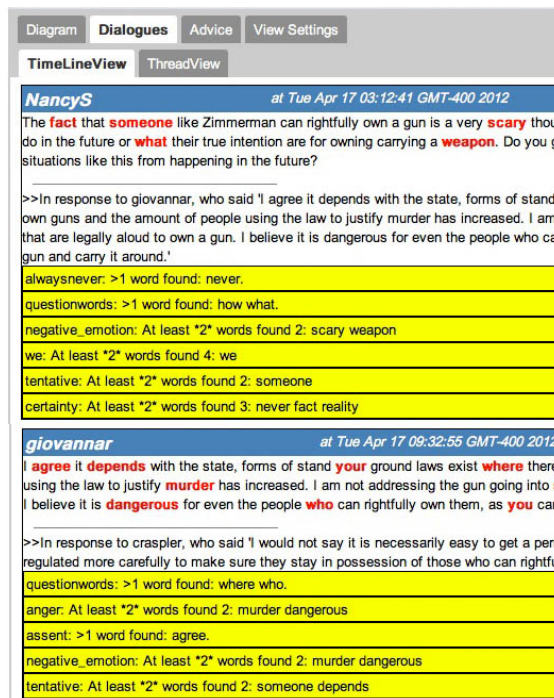 Diagram Dialogues Advice View Settings
TimeLineView ThreadView
NancyS at Tue Apr 17 03:12:41 GMT-400 2012
The fact that someone like Zimmerman can rightfully own a gun is a very scary thou
do in the future or what their true intention are for owning carrying a weapon. Do you g
situations like this from happening in the future?
>>In response to giovannar, who said 'I agree it depends with the state, forms of stand
own guns and the amount of people using the law to justify murder has increased. I am
that are legally aloud to own a gun. I believe it is dangerous for even the people who ca
gun and carry it around.'
alwaysnever: >1 word found: never.
questionwords: >1 word found: how what.
negative_emotion: At least *2* words found 2: scary weapon
we: At least *2* words found 4: we
tentative: At least *2* words found 2: someone
certainty: At least *2* words found 3: never fact reality
giovannar at Tue Apr 17 09:32:55 GMT-400 2012
I agree it depends with the state, forms of stand your ground laws exist where there
using the law to justify murder has increased. I am not addressing the gun going into
I believe it is dangerous for even the people who can rightfully own them, as you can
>>In response to craspler, who said 'I would not say it is necessarily easy to get a per
regulated more carefully to make sure they stay in possession of those who can rightfu
questionwords: >1 word found: where who.
anger: At least *2* words found 2: murder dangerous
assent: >1 word found: agree.
negative_emotion: At least *2* words found 2: murder dangerous
tentative: At least *2* words found 2: someone depends